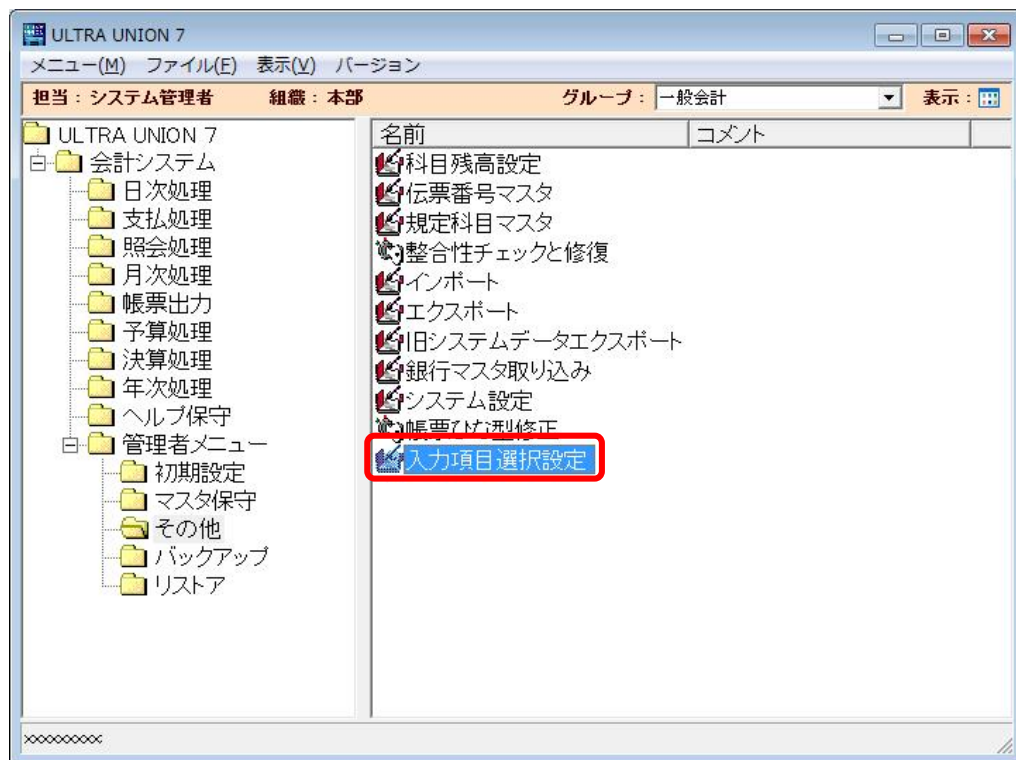 ULTRA UNION 7
メニュー(M) ファイル(F) 表示(V) バージョン
担当：システム管理者 組織：本部 グループ： 一般会計 表示：
ULTRA UNION 7
会計システム
日次処理
支払処理
照会処理
月次処理
帳票出力
予算処理
決算処理
年次処理
ヘルプ保守
管理者メニュー
初期設定
マスタ保守
その他
バックアップ
リストア
名前 コメント
科目残高設定
伝票番号マスタ
規定科目マスタ
整合性チェックと修復
インポート
エクスポート
旧システムデータエクスポート
銀行マスタ取り込み
システム設定
帳票ひな型修正
入力項目選択設定
xxxxxxxxxx